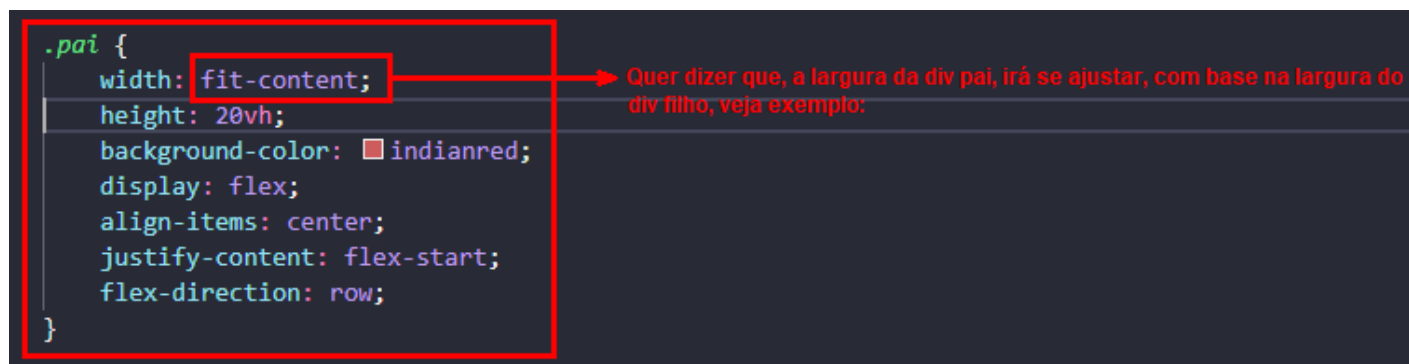 .pai {
width: fit-content; Quer dizer que, a largura da div pai, irá se ajustar, com base na largura do
height: 20vh; div filho, veja exemplo:
background-color: indianred;
display: flex;
align-items: center;
justify-content: flex-start;
flex-direction: row;
}